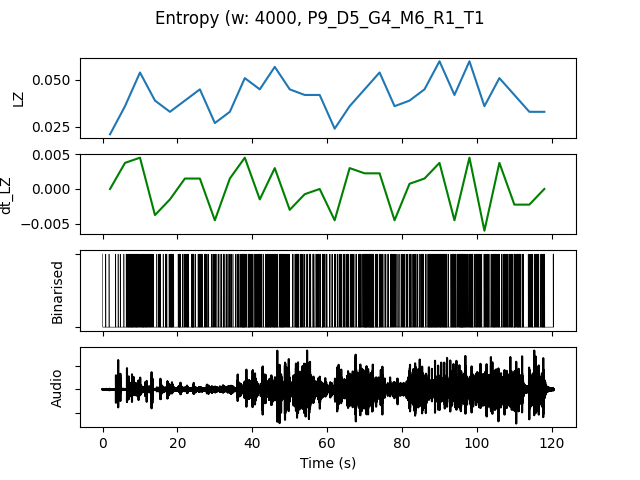 Entropy (w: 4000, P9_D5_G4_M6_R1_T1
LZ
0.050
0.025
dt_LZ
0.005
0.000
−0.005
Binarised
Audio
0 20 40 60 80 100 120
Time (s)